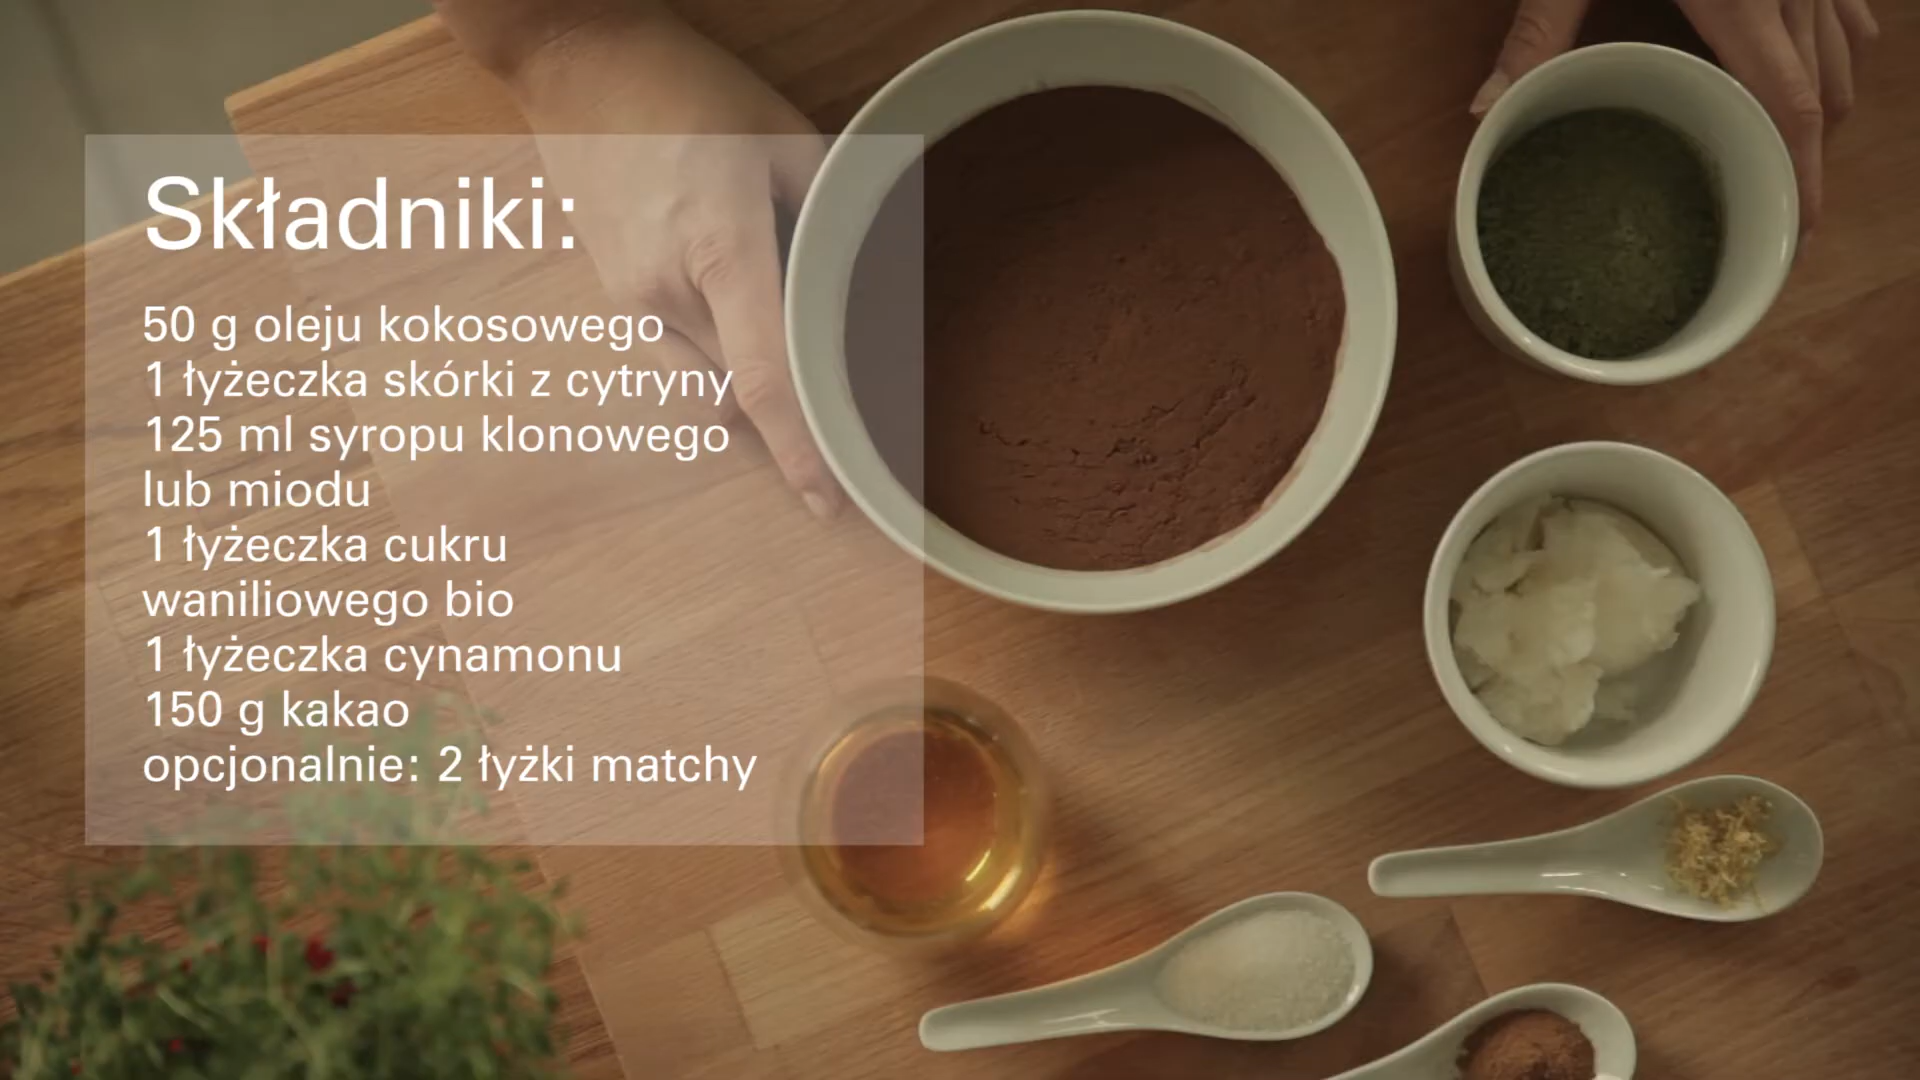 Składniki:
50 g oleju kokosowego
1 łyżeczka skórki z cytryny
125 ml syropu klonowego
lub miodu
1 łyżeczka cukru
waniliowego bio
1 łyżeczka cynamonu
150 g kakao
opcjonalnie: 2 łyżki matchy